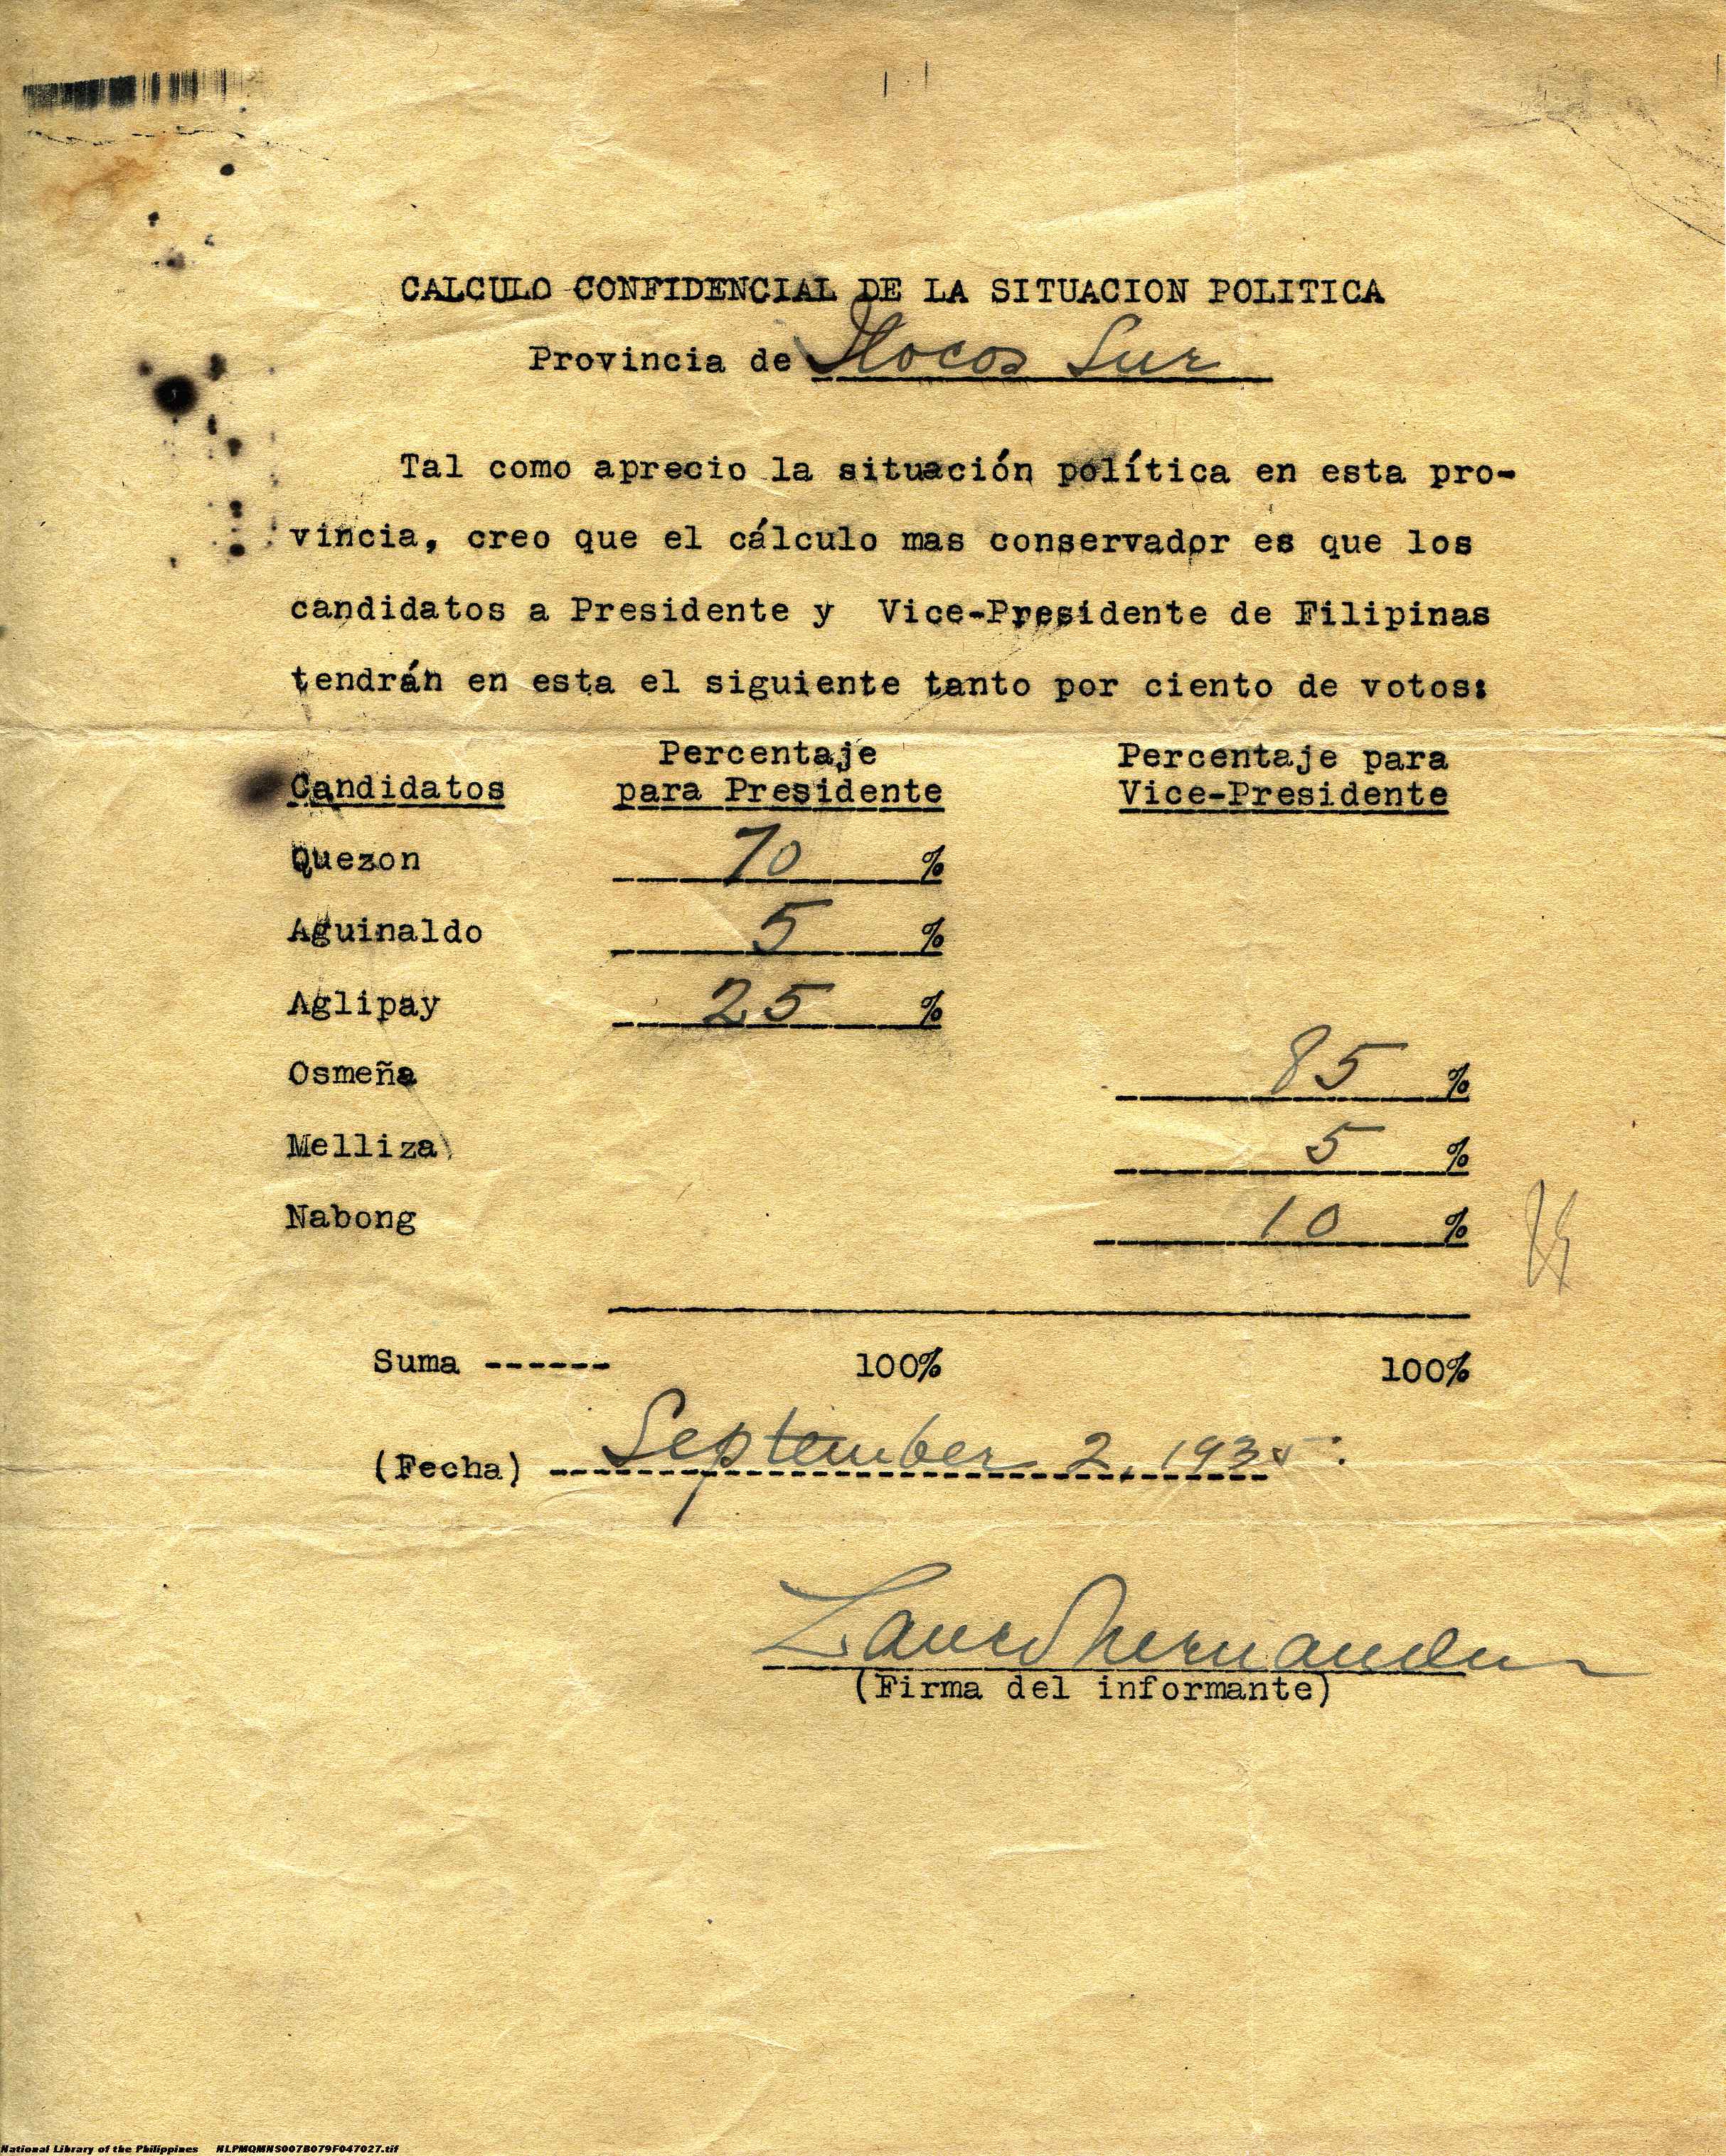 CALCULO CONFIDENCIAL DE LA SITUACION POLITICA
Provincia de Ilocos Sur
Tal como aprecio la situación política en esta pro-
vincia, creo que el cálculo mas conservador es que los
candidatos a Presidente y Vice-Presidente de Filipinas
tendrán en esta el siguiente tanto por ciento de votos:
Percentaje Percentaje para
Candidatos para Presidente Vice-Presidente
Quezon 70 %
Aguinaldo 5 %
Aglipay 25 %
Osmeña 85 %
Melliza 5 %
Nabong 10 %
Suma ------ 100% 100%
(Fecha) September 2, 1935.
(Firma del informante)
National Library of the Philippines NLPMQMNS007B079F047027.tif